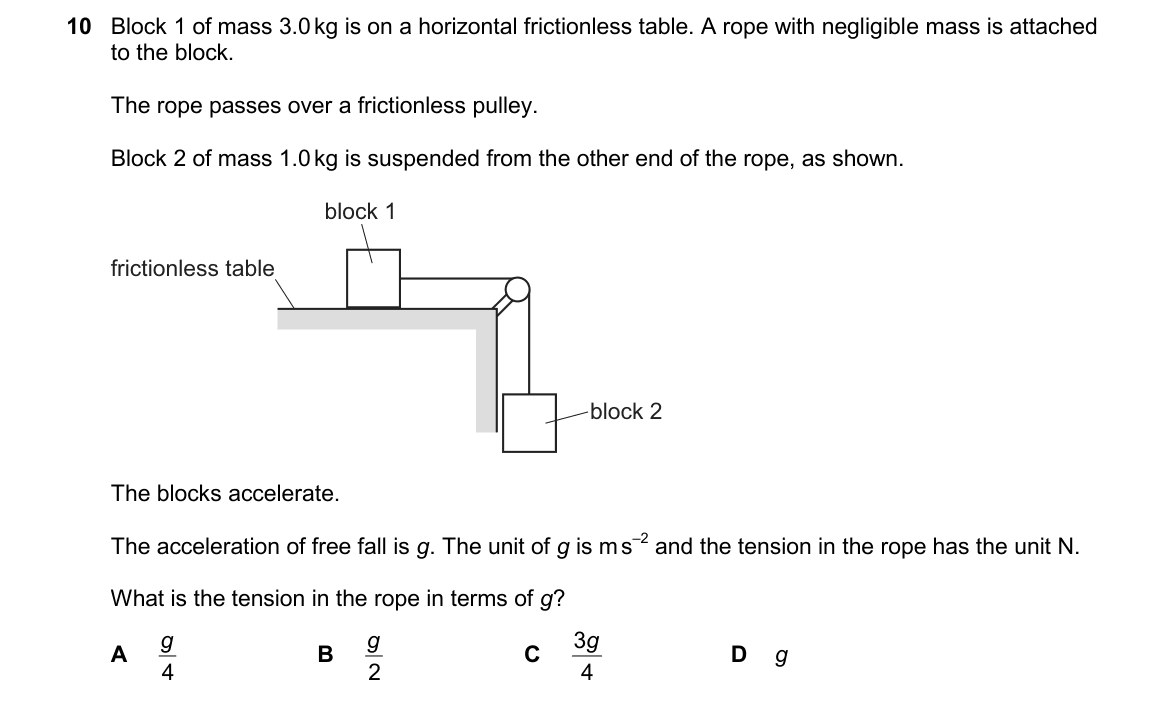 10 Block 1 of mass 3.0 kg is on a horizontal frictionless table. A rope with negligible mass is attached
to the block.
The rope passes over a frictionless pulley.
Block 2 of mass 1.0 kg is suspended from the other end of the rope, as shown.
block 1
frictionless table
block 2
The blocks accelerate.
The acceleration of free fall is g. The unit of g is m s⁻² and the tension in the rope has the unit N.
What is the tension in the rope in terms of g?
A g/4 B g/2 C 3g/4 D g